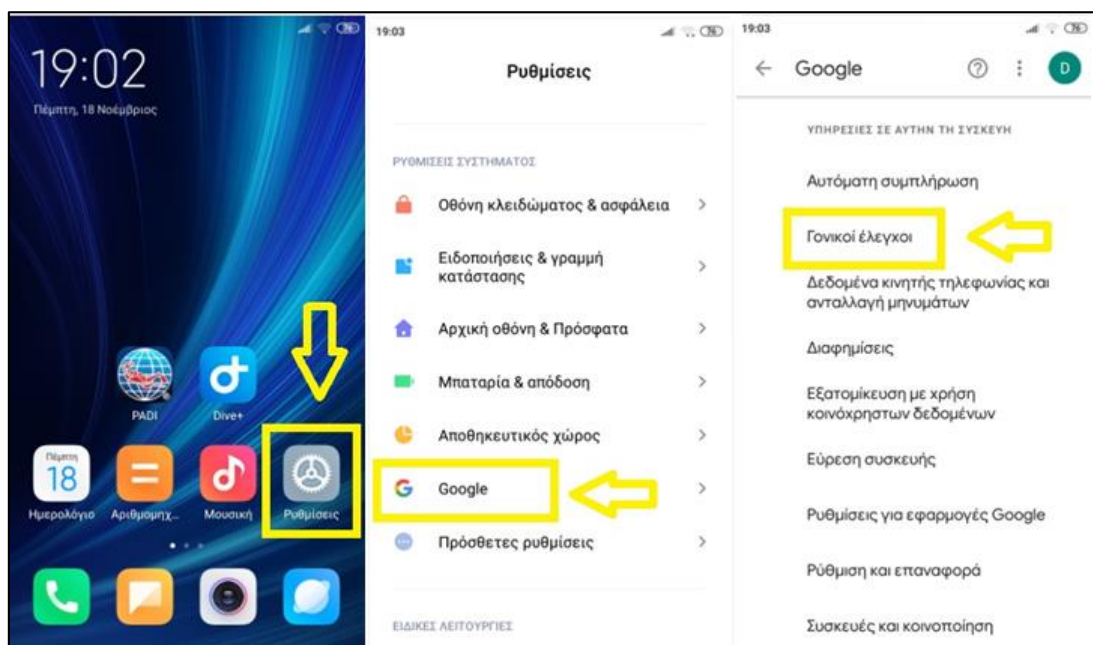 76
19:02
Πέμπτη, 18 Νοέμβριος
PADI
Dive+
Πέμπτη
18
Ημερολόγιο
Αριθμομηχ...
Μουσική
Ρυθμίσεις
19:03
76
Ρυθμίσεις
ΡΥΘΜΙΣΕΙΣ ΣΥΣΤΗΜΑΤΟΣ
Οθόνη κλειδώματος & ασφάλεια
Ειδοποιήσεις & γραμμή
κατάστασης
Αρχική οθόνη & Πρόσφατα
Μπαταρία & απόδοση
Αποθηκευτικός χώρος
Google
Πρόσθετες ρυθμίσεις
ΕΙΔΙΚΕΣ ΛΕΙΤΟΥΡΓΙΕΣ
19:03
76
Google
D
ΥΠΗΡΕΣΙΕΣ ΣΕ ΑΥΤΗΝ ΤΗ ΣΥΣΚΕΥΗ
Αυτόματη συμπλήρωση
Γονικοί έλεγχοι
Δεδομένα κινητής τηλεφωνίας και
ανταλλαγή μηνυμάτων
Διαφημίσεις
Εξατομίκευση με χρήση
κοινόχρηστων δεδομένων
Εύρεση συσκευής
Ρυθμίσεις για εφαρμογές Google
Ρύθμιση και επαναφορά
Συσκευές και κοινοποίηση